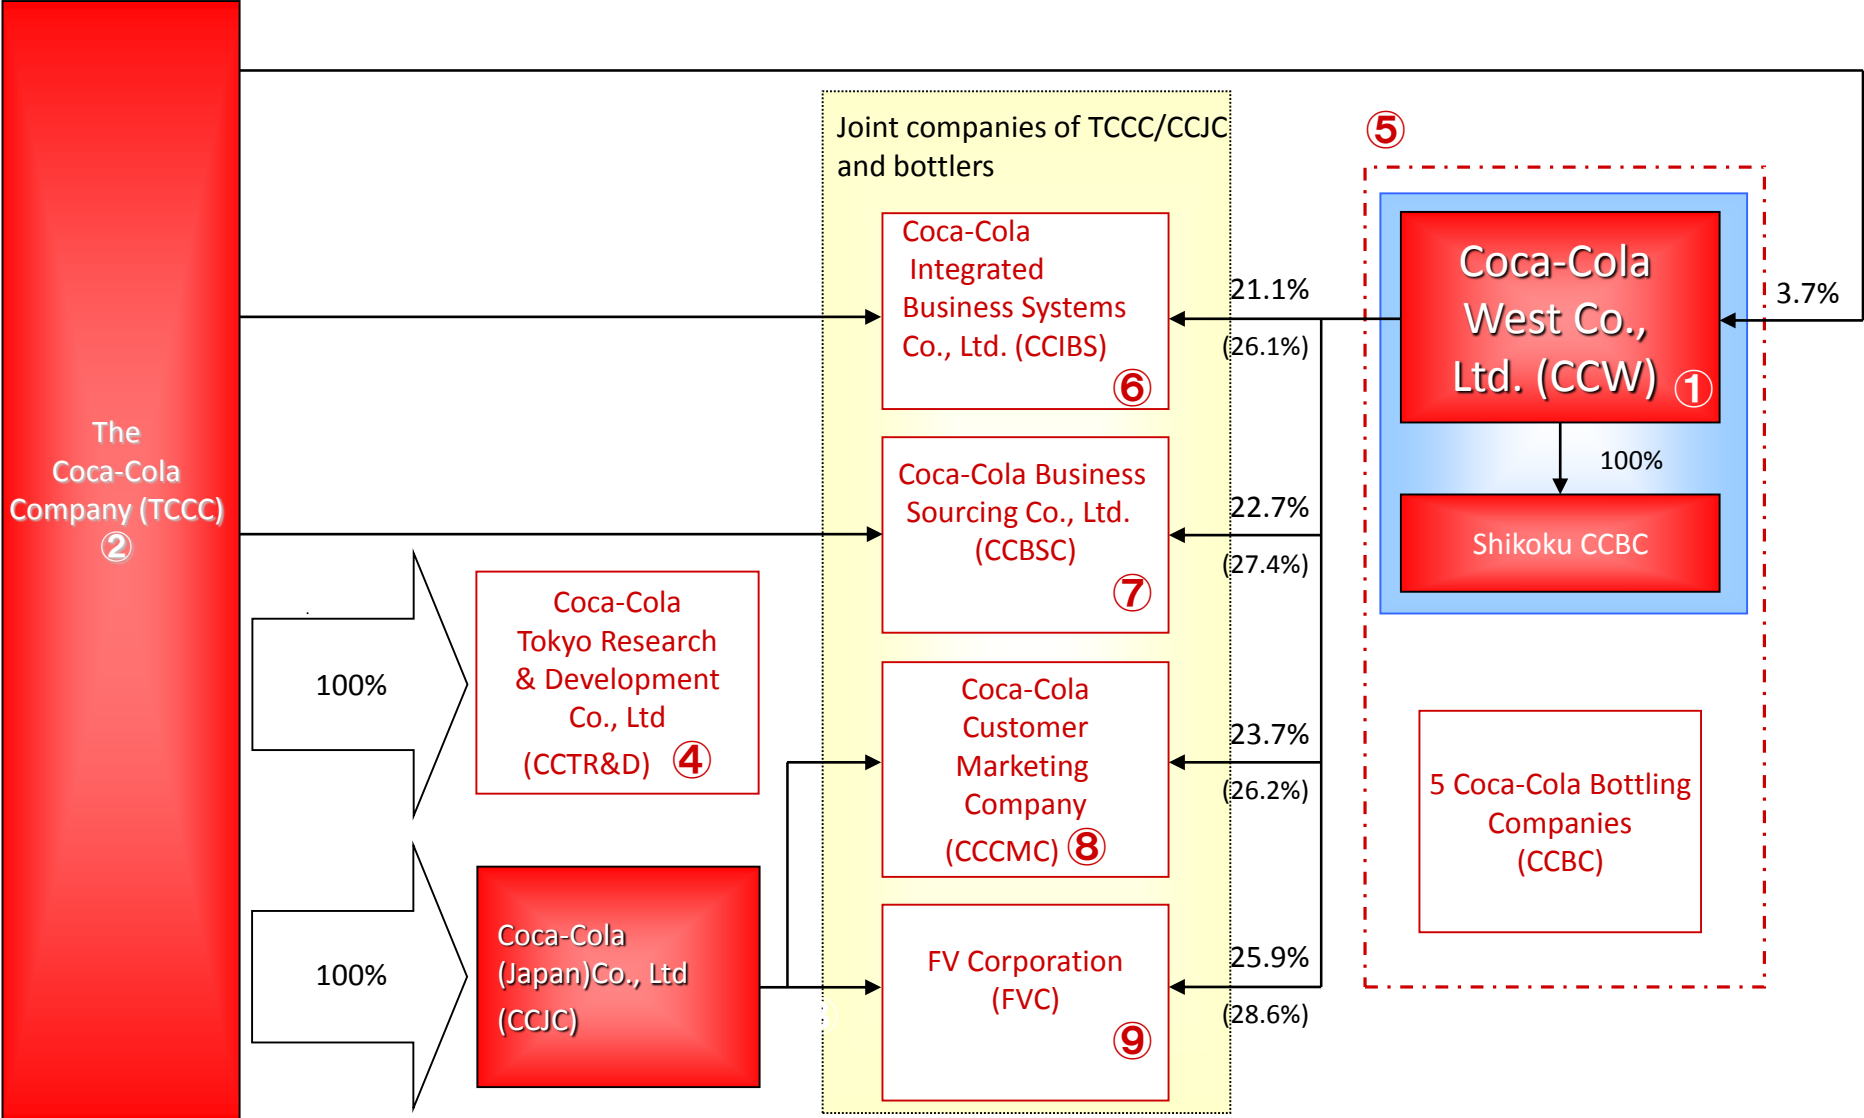 The
Coca-Cola
Company (TCCC)
②
Joint companies of TCCC/CCJC
and bottlers
Coca-Cola
Integrated
Business Systems
Co., Ltd. (CCIBS)
⑥
Coca-Cola Business
Sourcing Co., Ltd.
(CCBSC)
⑦
Coca-Cola
Customer
Marketing
Company
(CCCMC) ⑧
FV Corporation
(FVC)
⑨
100%
Coca-Cola
Tokyo Research
& Development
Co., Ltd
(CCTR&D) ④
100%
Coca-Cola
(Japan)Co., Ltd
(CCJC)
21.1%
(26.1%)
22.7%
(27.4%)
23.7%
(26.2%)
25.9%
(28.6%)
⑤
Coca-Cola
West Co.,
Ltd. (CCW) ①
3.7%
100%
Shikoku CCBC
5 Coca-Cola Bottling
Companies
(CCBC)